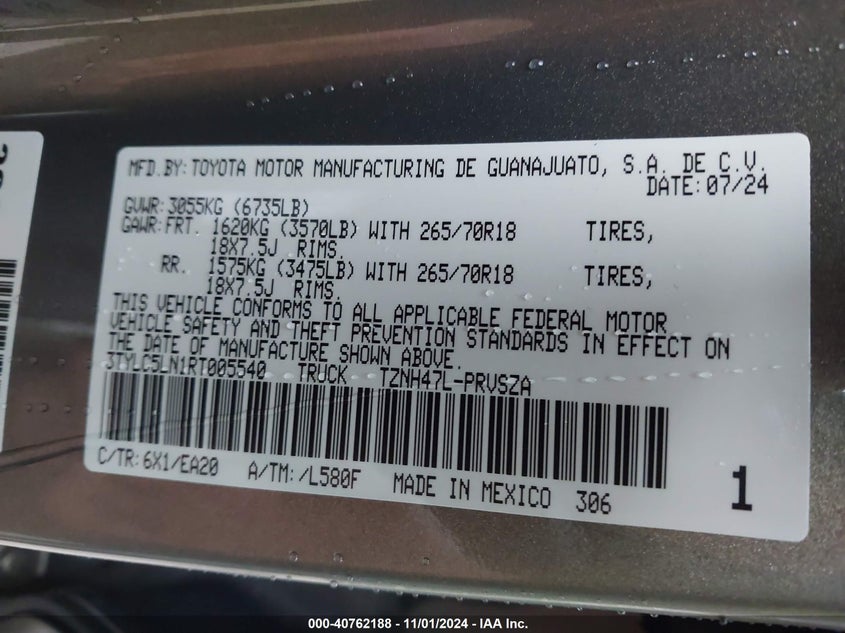 MFD.BY: TOYOTA MOTOR MANUFACTURING DE GUANAJUATO, S.A. DE C.V.
DATE: 07/24
GVWR: 3055KG (6735LB)
GAWR: FRT. 1620KG (3570LB) WITH 265/70R18 TIRES,
18X7.5J RIMS.
RR. 1575KG (3475LB) WITH 265/70R18 TIRES,
18X7.5J RIMS.
THIS VEHICLE CONFORMS TO ALL APPLICABLE FEDERAL MOTOR
VEHICLE SAFETY AND THEFT PREVENTION STANDARDS IN EFFECT ON
THE DATE OF MANUFACTURE SHOWN ABOVE.
3TYLC5LN1RT005540 TRUCK TZNH47L-PRVSZA
C/TR: 6X1/EA20 A/TM: /L580F MADE IN MEXICO 306 1
000-40762188 - 11/01/2024 - IAA Inc.